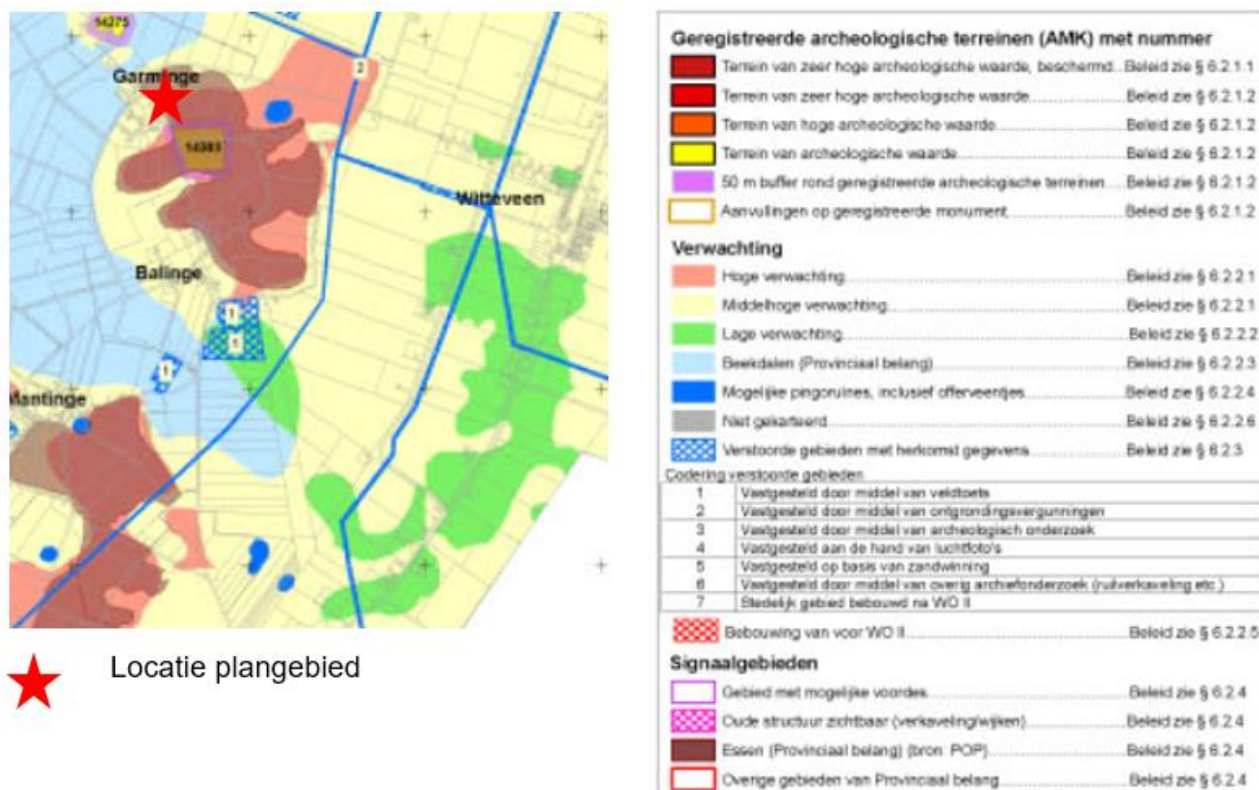 14275
Garminge
2
14383
Witteveen
Balinge
1
1
1
Mantinge
Locatie plangebied
Geregistreerde archeologische terreinen (AMK) met nummer
Terrein van zeer hoge archeologische waarde, beschermd...Beleid zie § 6.2.1.1
Terrein van zeer hoge archeologische waarde...Beleid zie § 6.2.1.2
Terrein van hoge archeologische waarde...Beleid zie § 6.2.1.2
Terrein van archeologische waarde...Beleid zie § 6.2.1.2
50 m buffer rond geregistreerde archeologische terreinen...Beleid zie § 6.2.1.2
Aanvullingen op geregistreerde monument...Beleid zie § 6.2.1.2
Verwachting
Hoge verwachting...Beleid zie § 6.2.2.1
Middelhoge verwachting...Beleid zie § 6.2.2.1
Lage verwachting...Beleid zie § 6.2.2.2
Beekdalen (Provinciaal belang)...Beleid zie § 6.2.2.3
Mogelijke pingoruïnes, inclusief offerveentjes...Beleid zie § 6.2.2.4
Niet gekarteerd...Beleid zie § 6.2.2.6
Verstoorde gebieden met herkomst gegevens...Beleid zie § 6.2.3
Codering verstoorde gebieden
1 Vastgesteld door middel van veldtoets
2 Vastgesteld door middel van ontgrondingsvergunningen
3 Vastgesteld door middel van archeologisch onderzoek
4 Vastgesteld aan de hand van luchtfoto's
5 Vastgesteld op basis van zandwinning
6 Vastgesteld door middel van overig archiefonderzoek (ruilverkaveling etc.)
7 Stedelijk gebied bebouwd na WO II
Bebouwing van voor WO II...Beleid zie § 6.2.2.5
Signaalgebieden
Gebied met mogelijke voordes...Beleid zie § 6.2.4
Oude structuur zichtbaar (verkaveling/wijken)...Beleid zie § 6.2.4
Essen (Provinciaal belang) (bron: POP)...Beleid zie § 6.2.4
Overige gebieden van Provinciaal belang...Beleid zie § 6.2.4